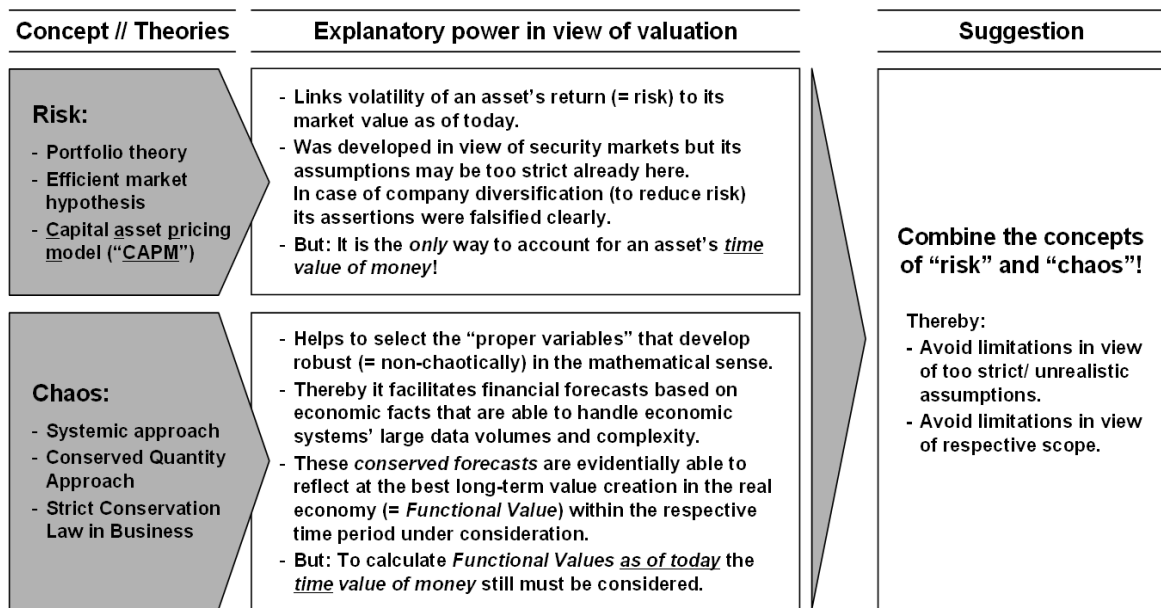 Concept // Theories
Explanatory power in view of valuation
Suggestion
Risk:
- Portfolio theory
- Efficient market
hypothesis
- Capital asset pricing
model (“CAPM”)
- Links volatility of an asset’s return (= risk) to its
market value as of today.
- Was developed in view of security markets but its
assumptions may be too strict already here.
In case of company diversification (to reduce risk)
its assertions were falsified clearly.
- But: It is the only way to account for an asset’s time
value of money!
Chaos:
- Systemic approach
- Conserved Quantity
Approach
- Strict Conservation
Law in Business
- Helps to select the “proper variables” that develop
robust (= non-chaotically) in the mathematical sense.
- Thereby it facilitates financial forecasts based on
economic facts that are able to handle economic
systems’ large data volumes and complexity.
- These conserved forecasts are evidentially able to
reflect at the best long-term value creation in the real
economy (= Functional Value) within the respective
time period under consideration.
- But: To calculate Functional Values as of today the
time value of money still must be considered.
Combine the concepts
of “risk” and “chaos”!
Thereby:
- Avoid limitations in view
of too strict/ unrealistic
assumptions.
- Avoid limitations in view
of respective scope.